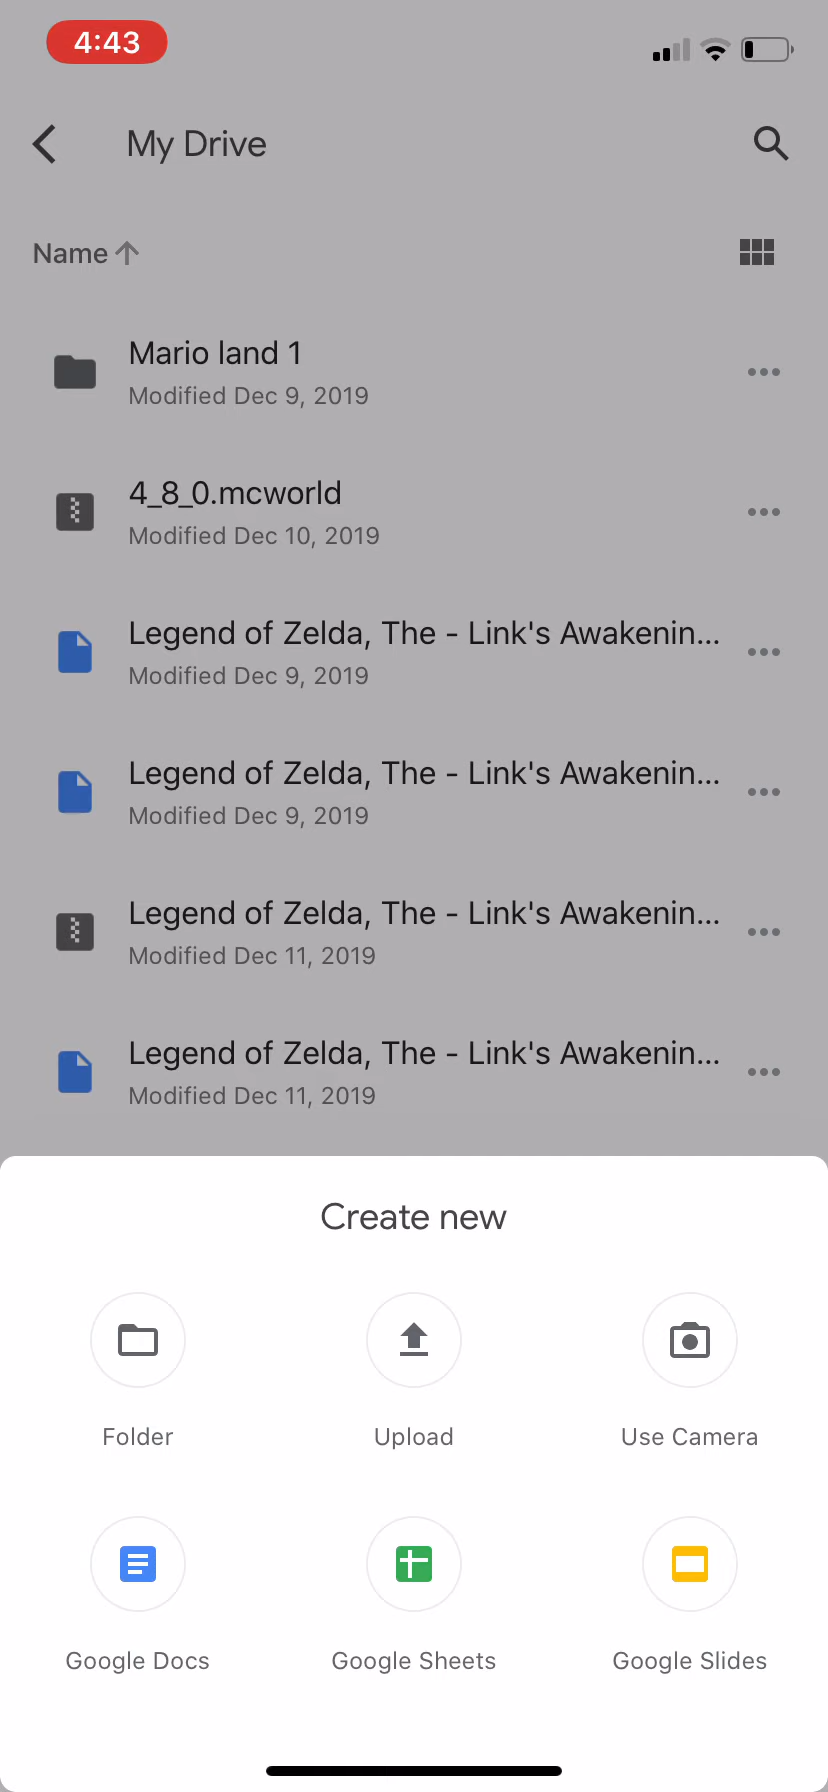 4:43
My Drive
Name
Mario land 1
Modified Dec 9, 2019
4_8_0.mcworld
Modified Dec 10, 2019
Legend of Zelda, The - Link's Awakenin...
Modified Dec 9, 2019
Legend of Zelda, The - Link's Awakenin...
Modified Dec 9, 2019
Legend of Zelda, The - Link's Awakenin...
Modified Dec 11, 2019
Legend of Zelda, The - Link's Awakenin...
Modified Dec 11, 2019
Create new
Folder
Upload
Use Camera
Google Docs
Google Sheets
Google Slides